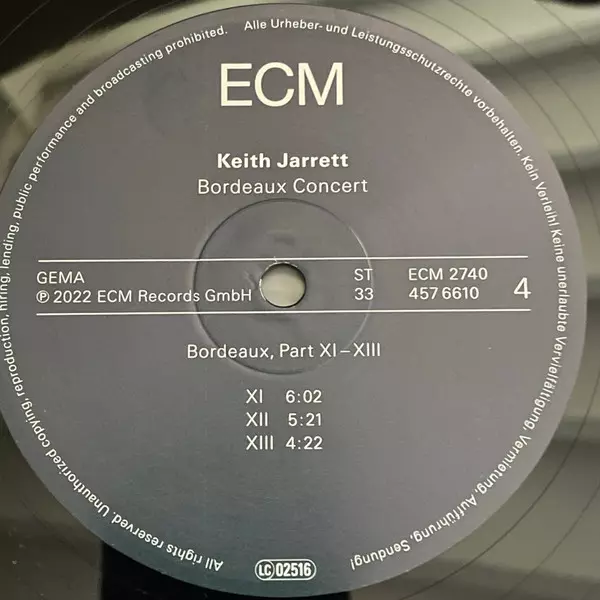 ECM
Keith Jarrett
Bordeaux Concert
GEMA ST ECM 2740
℗ 2022 ECM Records GmbH 33 457 6610 4
Bordeaux, Part XI – XIII
XI 6:02
XII 5:21
XIII 4:22
LC 02516
All rights reserved. Unauthorized copying, reproduction, hiring, lending, public performance and broadcasting prohibited. Alle Urheber- und Leistungsschutzrechte vorbehalten. Kein Verleih! Keine unerlaubte Vervielfältigung, Vermietung, Aufführung, Sendung!